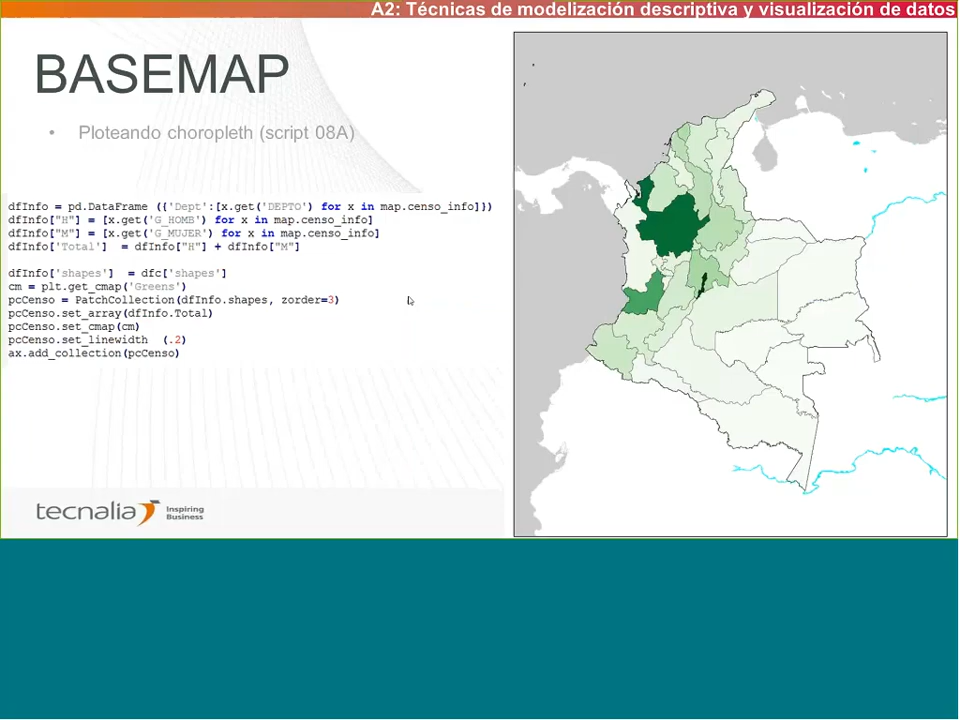 A2: Técnicas de modelización descriptiva y visualización de datos
BASEMAP
• Ploteando choropleth (script 08A)
dfInfo = pd.DataFrame ({'Dept':[x.get('DEPTO') for x in map.censo_info]})
dfInfo["H"] = [x.get('G_HOMB') for x in map.censo_info]
dfInfo["M"] = [x.get('G_MUJER') for x in map.censo_info]
dfInfo['Total']  = dfInfo["H"] + dfInfo["M"]
dfInfo['shapes']  = dfc['shapes']
cm = plt.get_cmap('Greens')
pcCenso = PatchCollection(dfInfo.shapes, zorder=3)
pcCenso.set_array(dfInfo.Total)
pcCenso.set_cmap(cm)
pcCenso.set_linewidth  (.2)
ax.add_collection(pcCenso)
tecnalia Inspiring
Business